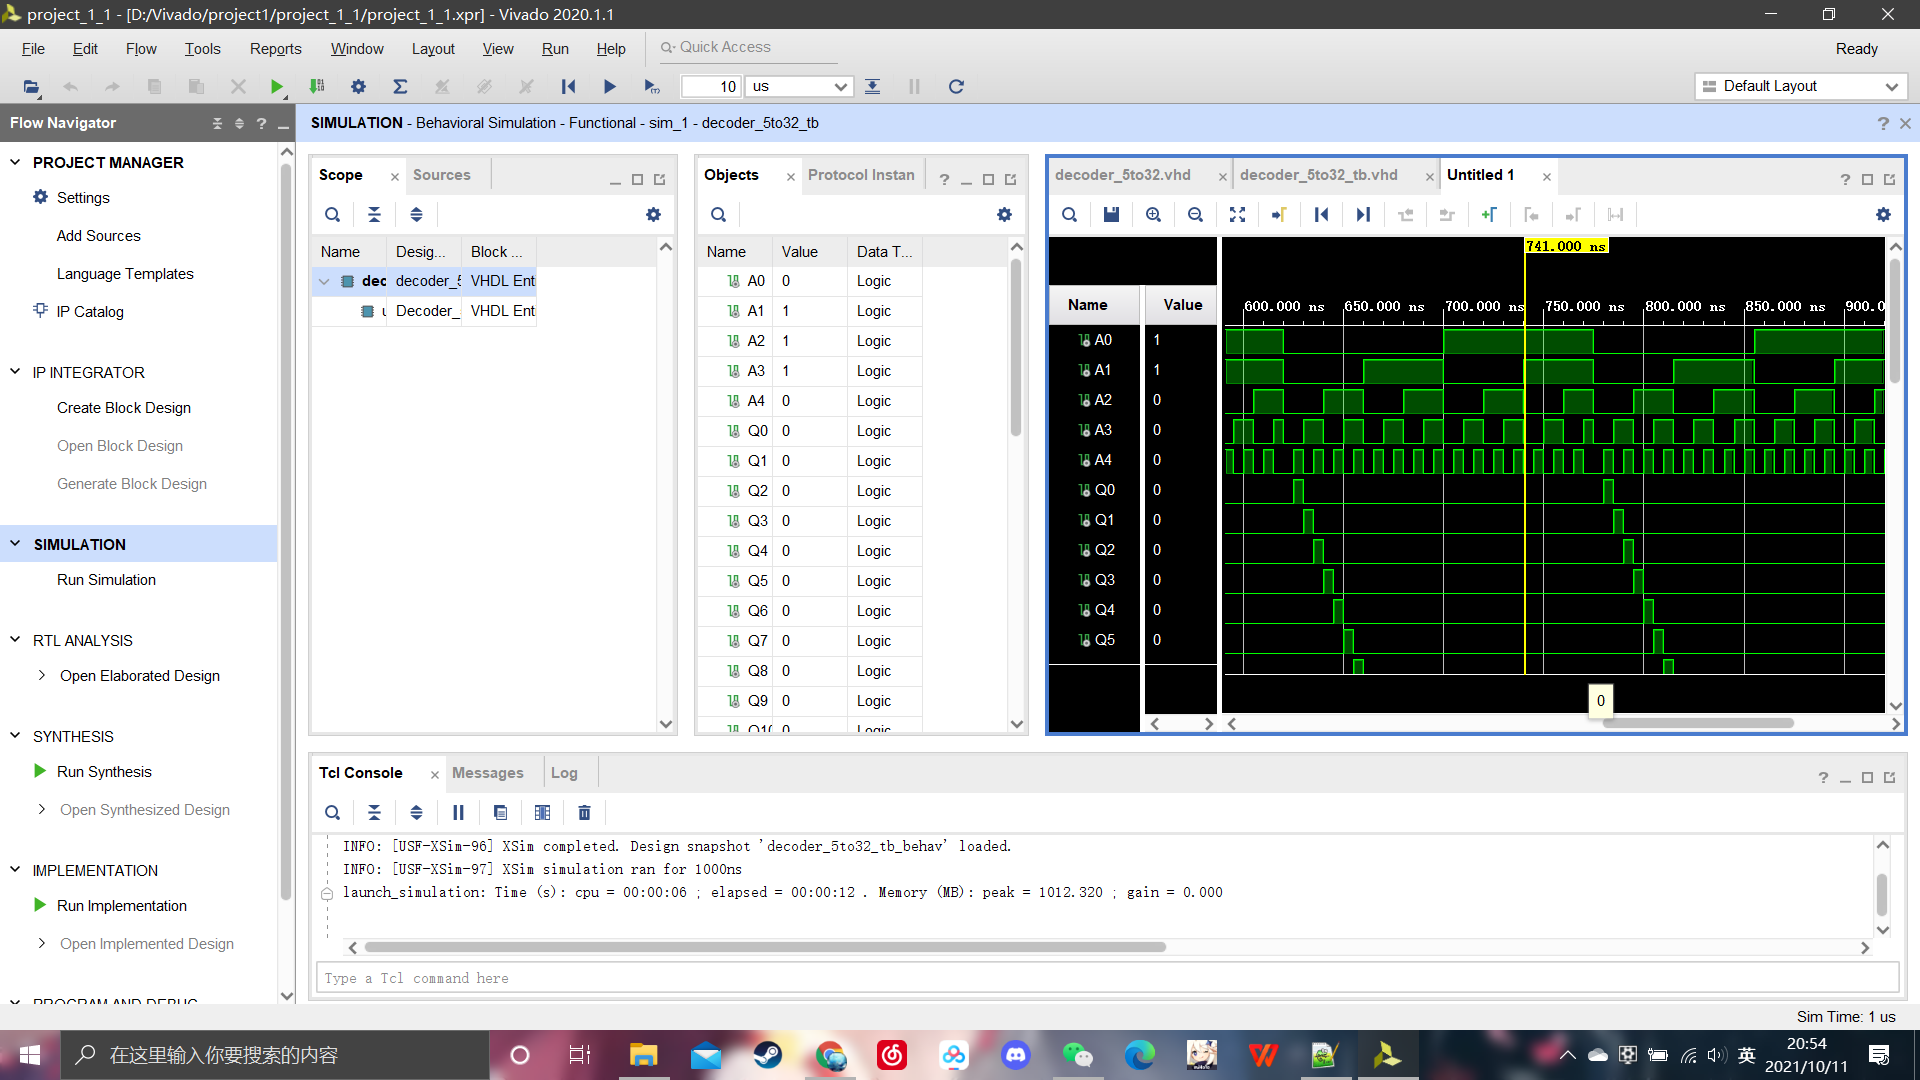 project_1_1 - [D:/Vivado/project1/project_1_1/project_1_1.xpr] - Vivado 2020.1.1
File Edit Flow Tools Reports Window Layout View Run Help Quick Access Ready
10 us Default Layout
Flow Navigator
SIMULATION - Behavioral Simulation - Functional - sim_1 - decoder_5to32_tb
PROJECT MANAGER
Settings
Add Sources
Language Templates
IP Catalog
IP INTEGRATOR
Create Block Design
Open Block Design
Generate Block Design
SIMULATION
Run Simulation
RTL ANALYSIS
Open Elaborated Design
SYNTHESIS
Run Synthesis
Open Synthesized Design
IMPLEMENTATION
Run Implementation
Open Implemented Design
PROGRAM AND DEBUG
Scope Sources
Name Desig... Block ...
dec decoder_5 VHDL Ent
u Decoder_ VHDL Ent
Objects Protocol Instan
Name Value Data T...
A0 0 Logic
A1 1 Logic
A2 1 Logic
A3 1 Logic
A4 0 Logic
Q0 0 Logic
Q1 0 Logic
Q2 0 Logic
Q3 0 Logic
Q4 0 Logic
Q5 0 Logic
Q6 0 Logic
Q7 0 Logic
Q8 0 Logic
Q9 0 Logic
Q10 0 Logic
decoder_5to32.vhd decoder_5to32_tb.vhd Untitled 1
741.000 ns
Name Value
600.000 ns 650.000 ns 700.000 ns 750.000 ns 800.000 ns 850.000 ns 900.0
A0 1
A1 1
A2 0
A3 0
A4 0
Q0 0
Q1 0
Q2 0
Q3 0
Q4 0
Q5 0
0
Tcl Console Messages Log
INFO: [USF-XSim-96] XSim completed. Design snapshot 'decoder_5to32_tb_behav' loaded.
INFO: [USF-XSim-97] XSim simulation ran for 1000ns
launch_simulation: Time (s): cpu = 00:00:06 ; elapsed = 00:00:12 . Memory (MB): peak = 1012.320 ; gain = 0.000
Type a Tcl command here
Sim Time: 1 us
在这里输入你要搜索的内容
英
20:54
2021/10/11